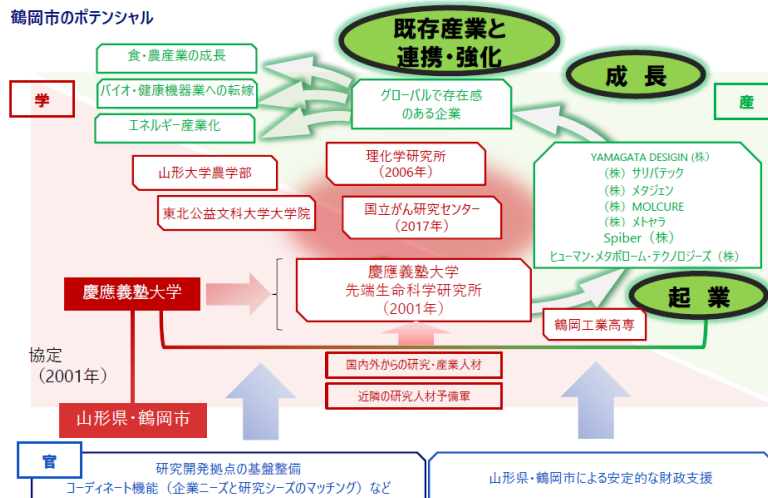 鶴岡市のポテンシャル
既存産業と
連携・強化
成 長
学
産
食・農産業の成長
バイオ・健康機器業への転嫁
エネルギー産業化
グローバルで存在感
のある企業
山形大学農学部
理化学研究所
（2006年）
東北公益文科大学大学院
国立がん研究センター
（2017年）
YAMAGATA DESIGIN (株)
（株）サリバテック
（株）メタジェン
（株）MOLCURE
（株）メトセラ
Spiber（株）
ヒューマン・メタボローム・テクノロジーズ（株）
慶應義塾大学
慶應義塾大学
先端生命科学研究所
（2001年）
起 業
鶴岡工業高専
協定
（2001年）
国内外からの研究・産業人材
近隣の研究人材予備軍
山形県・鶴岡市
官
研究開発拠点の基盤整備
コーディネート機能（企業ニーズと研究シーズのマッチング）など
山形県・鶴岡市による安定的な財政支援